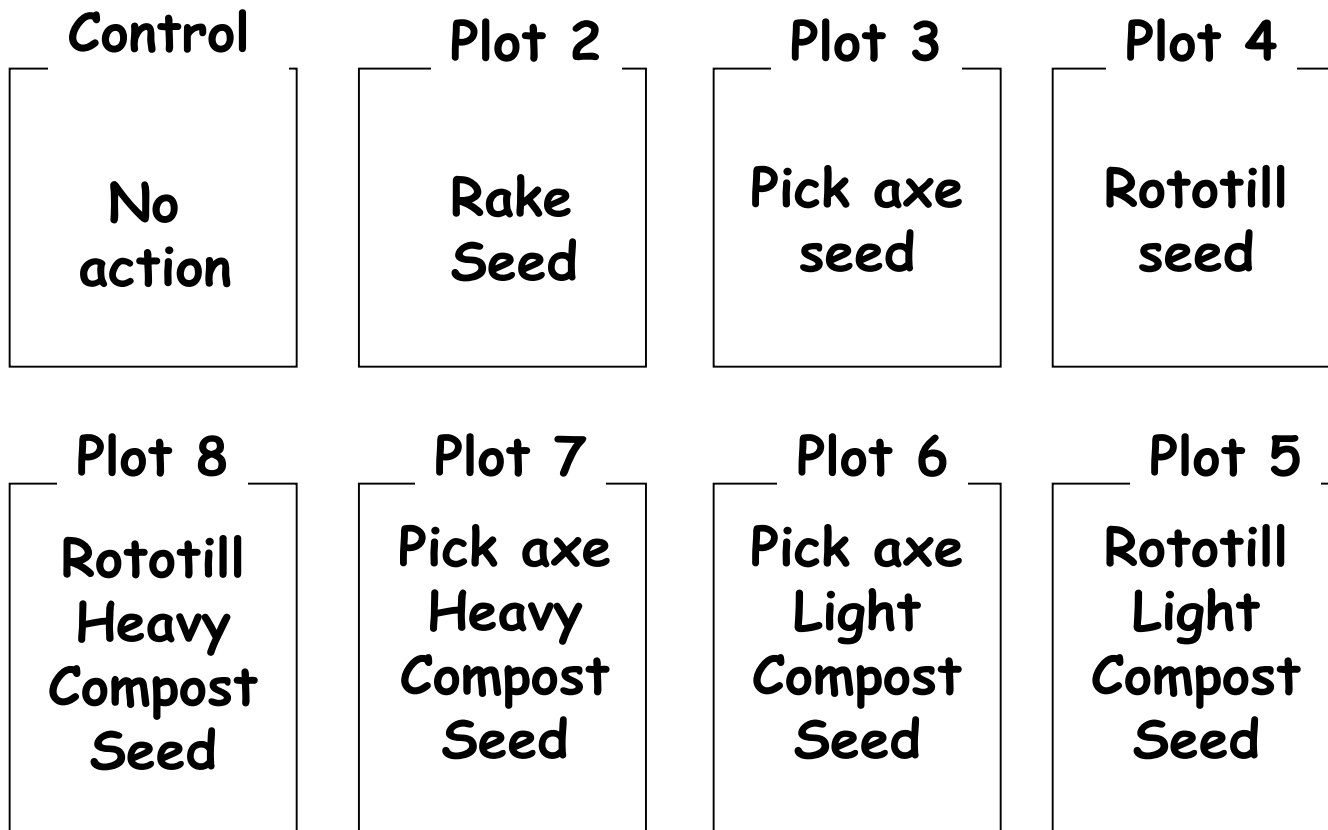 Control
No
action
Plot 2
Rake
Seed
Plot 3
Pick axe
seed
Plot 4
Rototill
seed
Plot 8
Rototill
Heavy
Compost
Seed
Plot 7
Pick axe
Heavy
Compost
Seed
Plot 6
Pick axe
Light
Compost
Seed
Plot 5
Rototill
Light
Compost
Seed